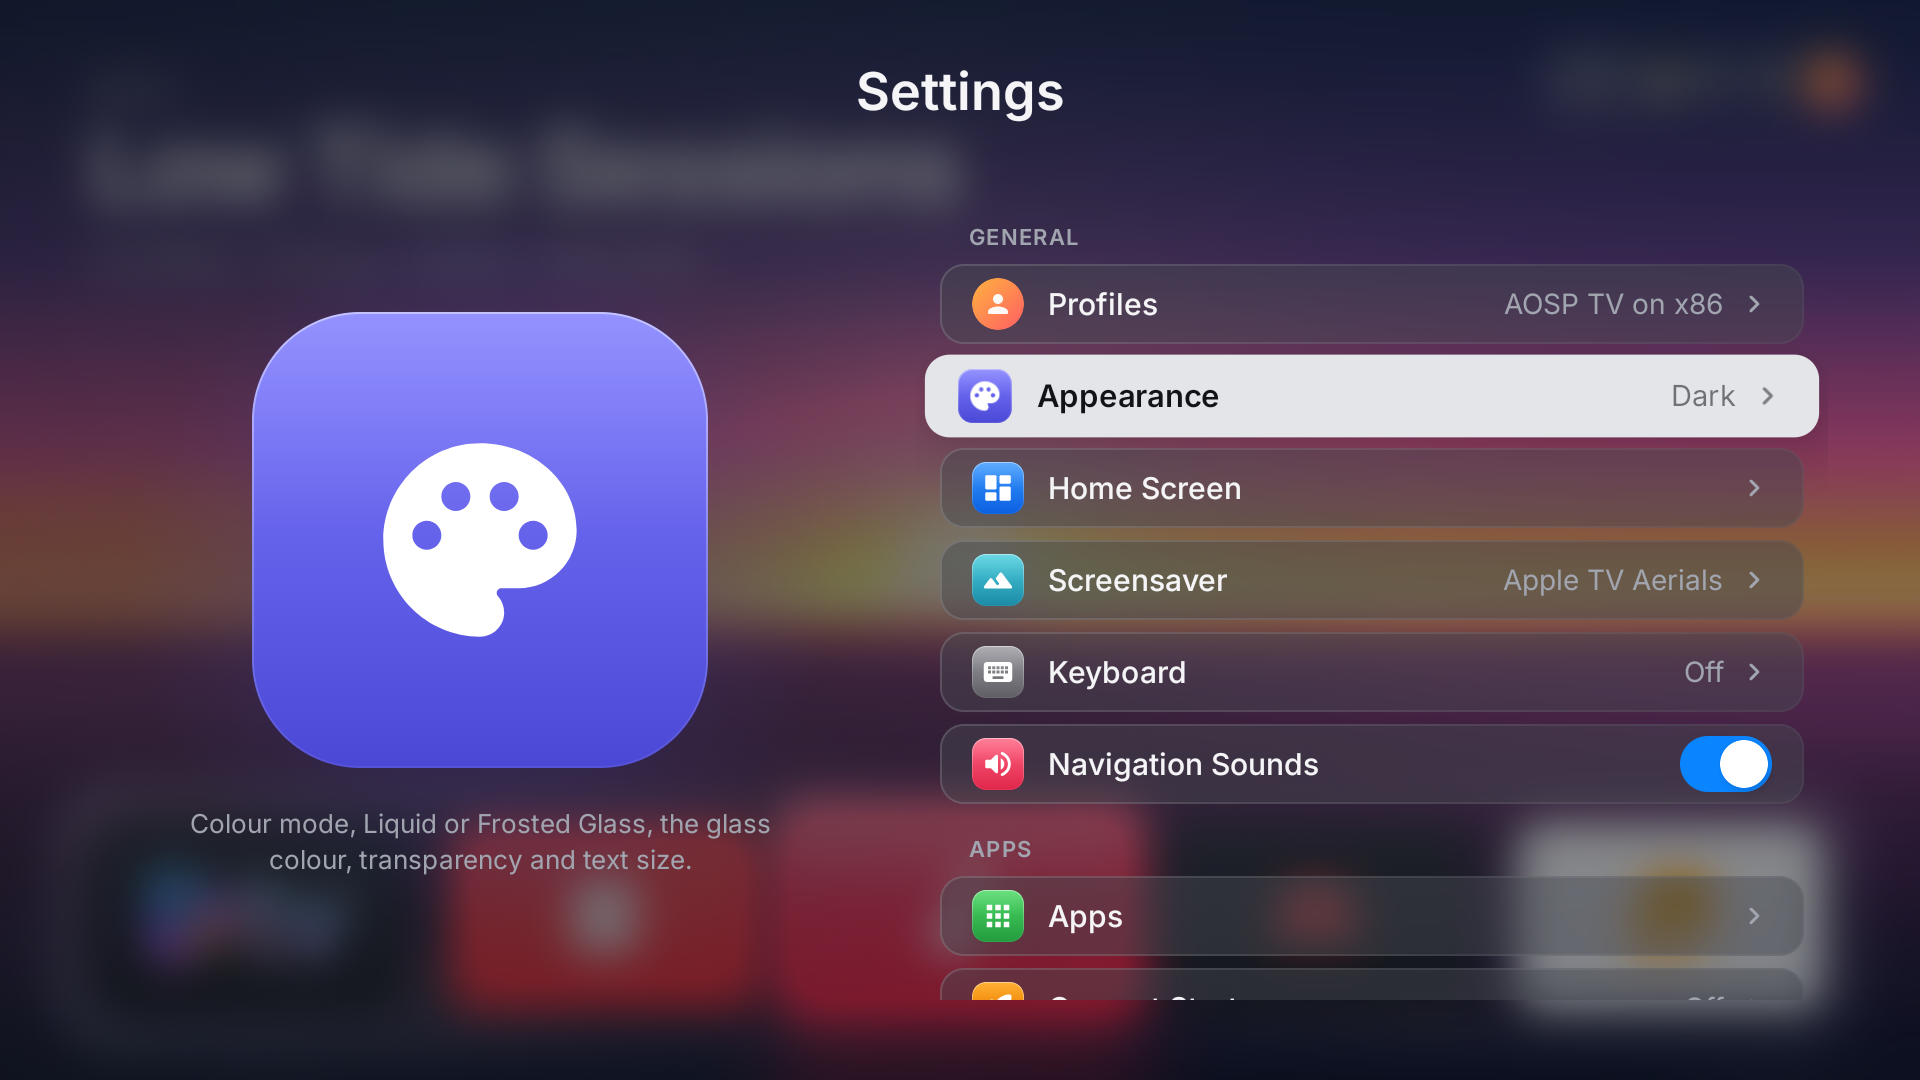 Settings
GENERAL
Profiles AOSP TV on x86
Appearance Dark
Home Screen
Screensaver Apple TV Aerials
Keyboard Off
Navigation Sounds
Colour mode, Liquid or Frosted Glass, the glass
colour, transparency and text size.
APPS
Apps